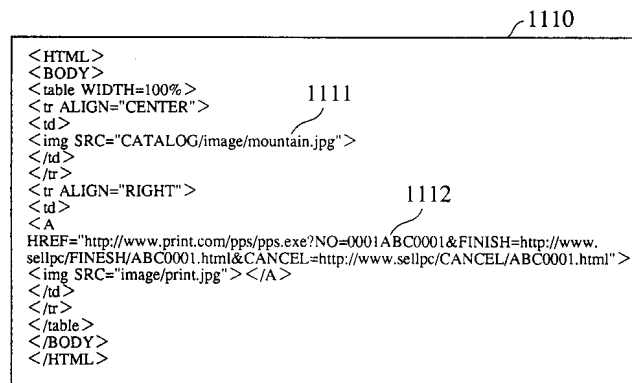 1110
<HTML>
<BODY>
<table WIDTH=100%>
<tr ALIGN="CENTER">
1111
<td>
<img SRC="CATALOG/image/mountain.jpg">
</td>
</tr>
<tr ALIGN="RIGHT">
<td>
1112
<A
HREF="http://www.print.com/pps/pps.exe?NO=0001ABC0001&FINISH=http://www.
sellpc/FINESH/ABC0001.html&CANCEL=http://www.sellpc/CANCEL/ABC0001.html">
<img SRC="image/print.jpg"></A>
</td>
</tr>
</table>
</BODY>
</HTML>